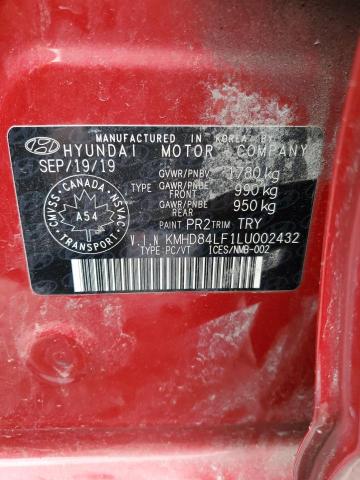 MANUFACTURED IN KOREA BY
HYUNDAI MOTOR COMPANY
SEP/19/19
GVWR/PNBV 1780 kg
TYPE
GAWR/PNBE FRONT 990 kg
GAWR/PNBE REAR 950 kg
CMVSS CANADA NSVAC
A54
TRANSPORT
PAINT PR2 TRIM TRY
V.I.N KMHD84LF1LU002432
TYPE:PC/VT ICES/NMB-002